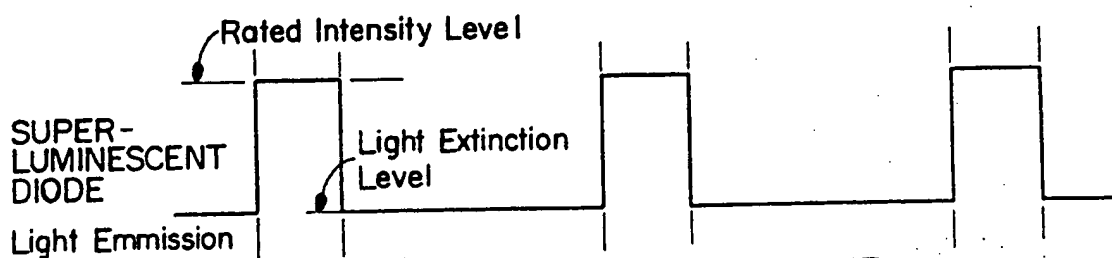 Rated Intensity Level
SUPER-
LUMINESCENT
DIODE
Light Extinction
Level
Light Emmission